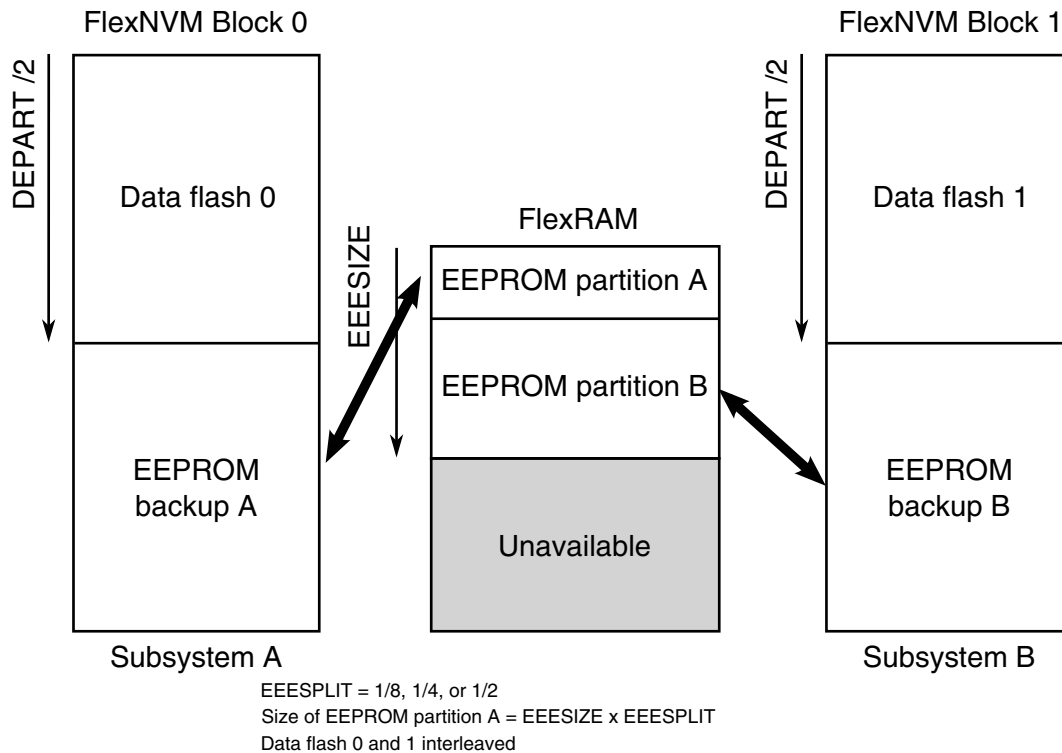 FlexNVM Block 0
DEPART /2
Data flash 0
EEPROM
backup A
Subsystem A
EEESIZE
FlexRAM
EEPROM partition A
EEPROM partition B
Unavailable
FlexNVM Block 1
DEPART /2
Data flash 1
EEPROM
backup B
Subsystem B
EEESPLIT = 1/8, 1/4, or 1/2
Size of EEPROM partition A = EEESIZE x EEESPLIT
Data flash 0 and 1 interleaved